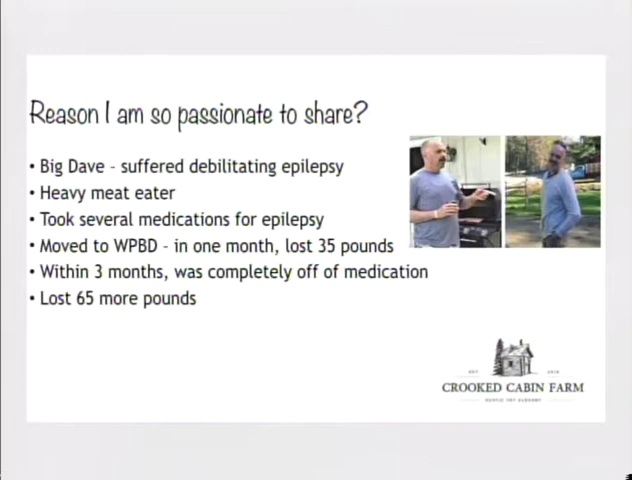 Reason I am so passionate to share?
• Big Dave - suffered debilitating epilepsy
• Heavy meat eater
• Took several medications for epilepsy
• Moved to WPBD - in one month, lost 35 pounds
• Within 3 months, was completely off of medication
• Lost 65 more pounds
CROOKED CABIN FARM